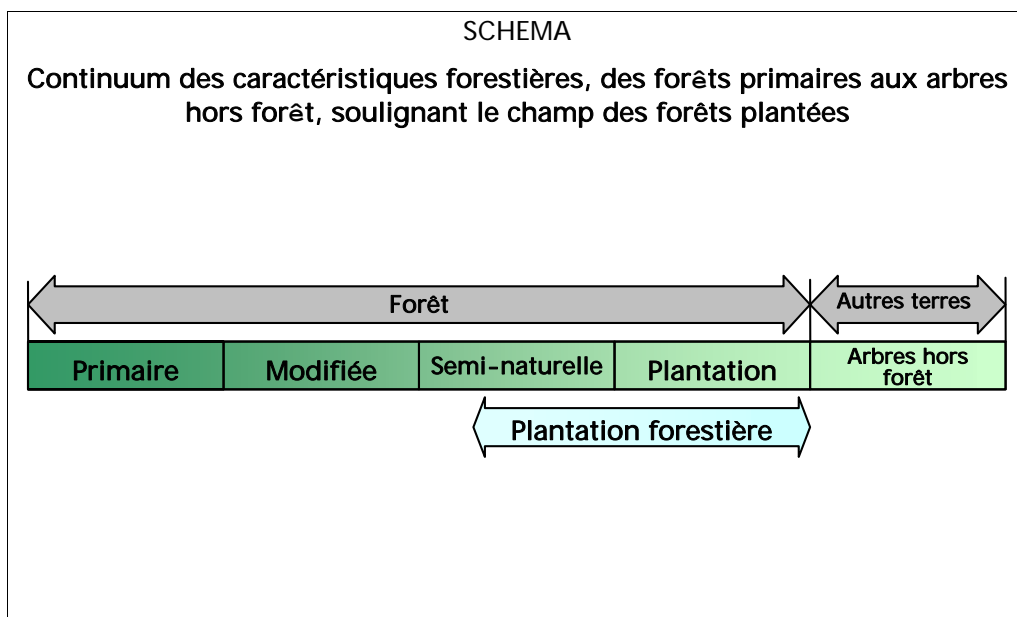 SCHEMA
Continuum des caractéristiques forestières, des forêts primaires aux arbres
hors forêt, soulignant le champ des forêts plantées
Forêt
Autres terres
Primaire
Modifiée
Semi-naturelle
Plantation
Arbres hors
forêt
Plantation forestière